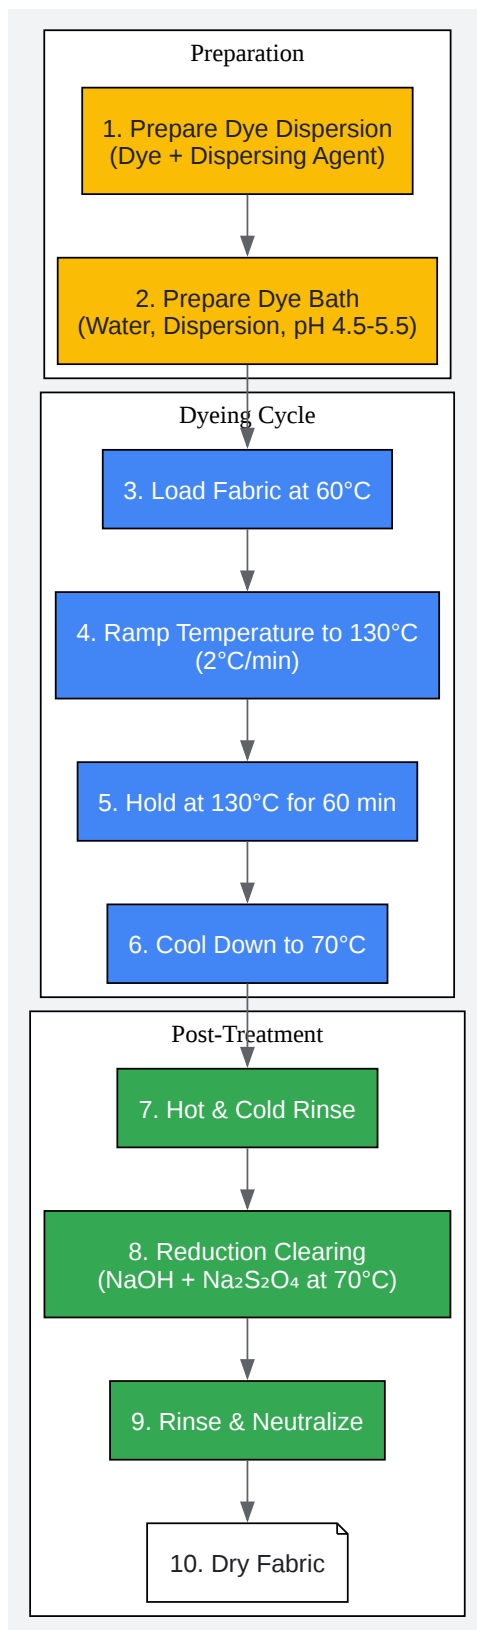 Preparation
1. Prepare Dye Dispersion
(Dye + Dispersing Agent)
2. Prepare Dye Bath
(Water, Dispersion, pH 4.5-5.5)
Dyeing Cycle
3. Load Fabric at 60°C
4. Ramp Temperature to 130°C
(2°C/min)
5. Hold at 130°C for 60 min
6. Cool Down to 70°C
Post-Treatment
7. Hot & Cold Rinse
8. Reduction Clearing
(NaOH + Na₂S₂O₄ at 70°C)
9. Rinse & Neutralize
10. Dry Fabric